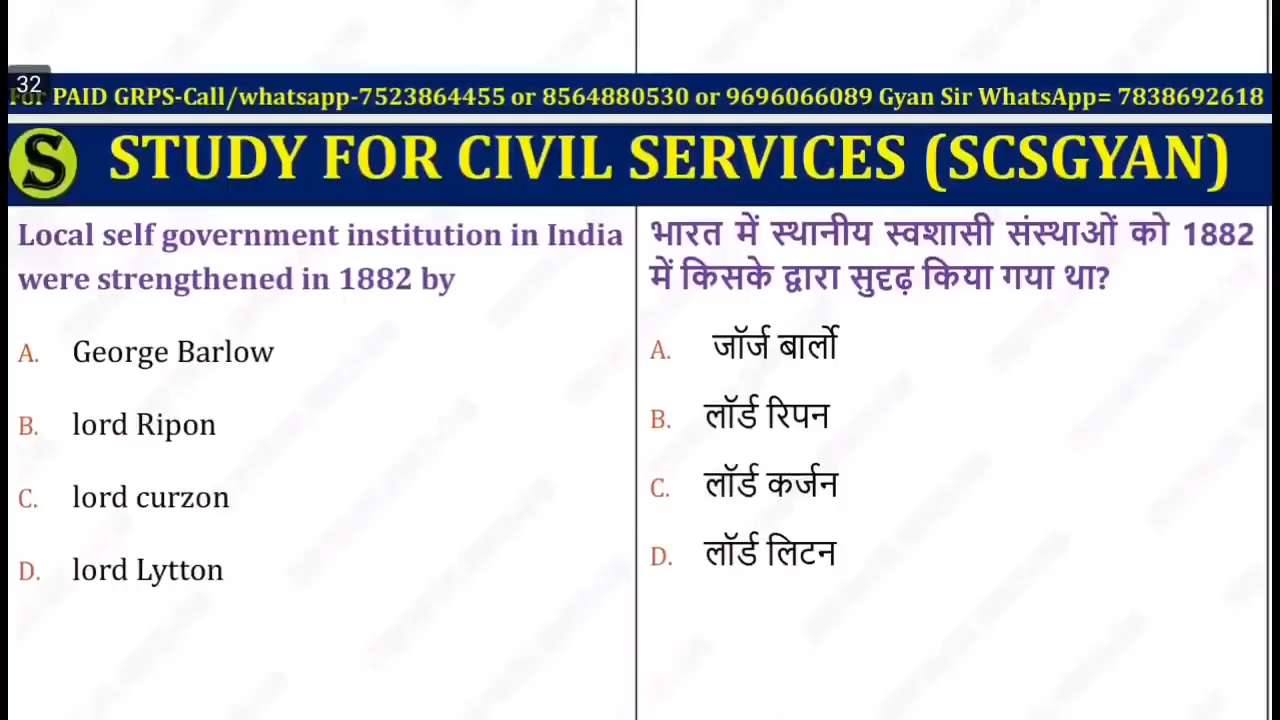 32
For PAID GRPS-Call/whatsapp-7523864455 or 8564880530 or 9696066089 Gyan Sir WhatsApp= 7838692618
S STUDY FOR CIVIL SERVICES (SCSGYAN)
Local self government institution in India
were strengthened in 1882 by
A. George Barlow
B. lord Ripon
C. lord curzon
D. lord Lytton
भारत में स्थानीय स्वशासी संस्थाओं को 1882
में किसके द्वारा सुदृढ़ किया गया था?
A. जॉर्ज बार्लो
B. लॉर्ड रिपन
C. लॉर्ड कर्जन
D. लॉर्ड लिटन